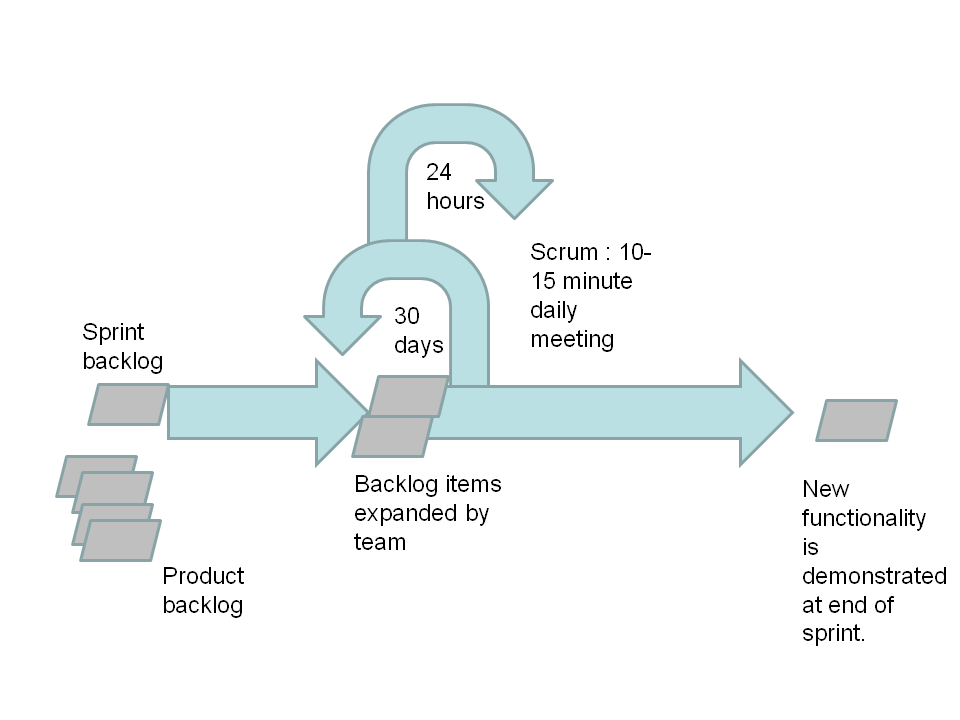 24
hours
Scrum : 10-
15 minute
daily
meeting
30
days
Sprint
backlog
Backlog items
expanded by
team
New
functionality
is
demonstrated
at end of
sprint.
Product
backlog